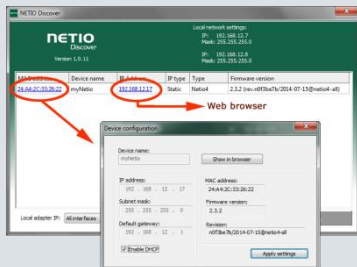 NETIO Discover
NETIO
Discover
Version 1.0.11
Local network settings:
IP: 192.168.12.7
Mask: 255.255.255.0
IP: 192.168.12.8
Mask: 255.255.255.0
MAC address Device name IP Address IP type Type Firmware version
24:A4:2C:33:26:22 myNetio 192.168.12.17 Static Netio4 2.3.2 (rev.n0f3be7b/2014-07-15@netio4-all)
Web browser
Device configuration
Device name:
myNetio
Show in browser
IP address:
192 . 168 . 12 . 17
MAC address:
24:A4:2C:33:26:22
Subnet mask:
255 . 255 . 255 . 0
Firmware version:
2.3.2
Default gateway:
192 . 168 . 12 . 1
Revision:
n0f3be7b/2014-07-15@netio4-all
Enable DHCP
Apply settings
Local adapter IP: All interfaces